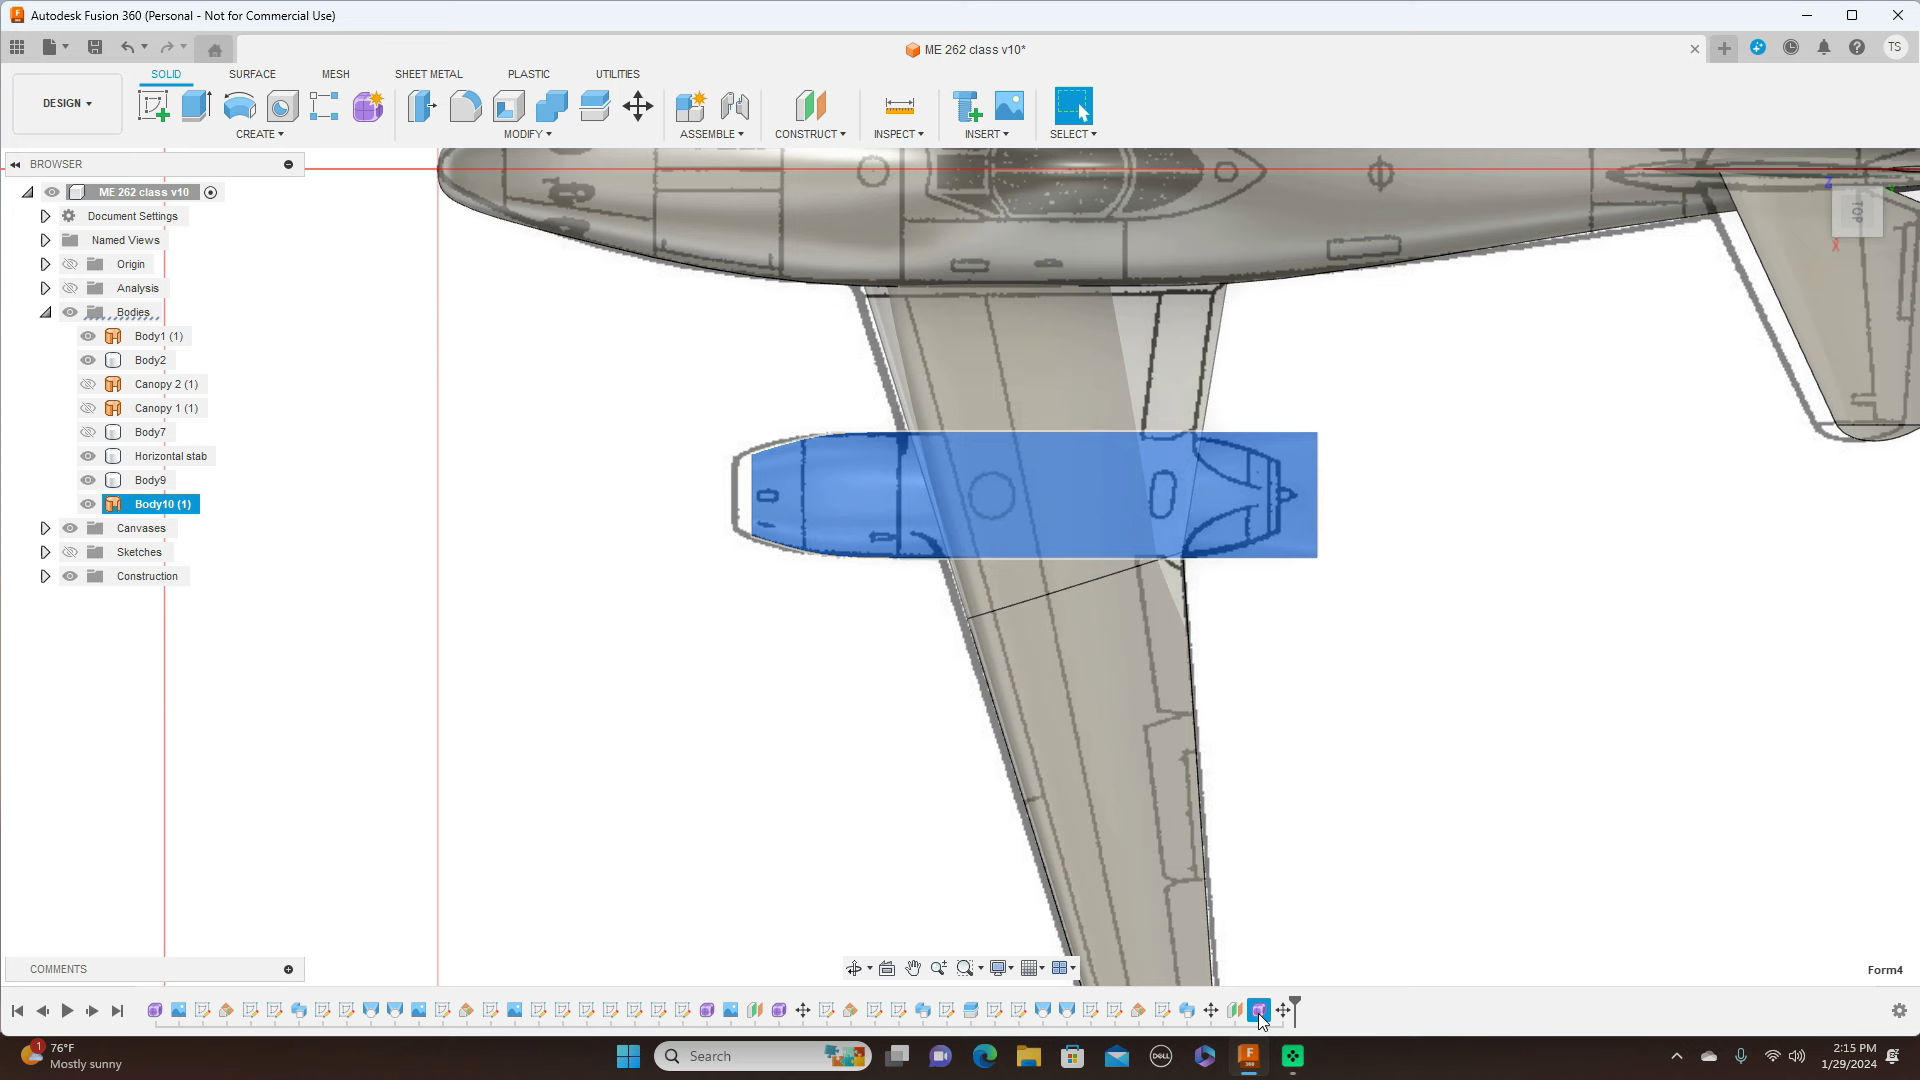 Autodesk Fusion 360 (Personal - Not for Commercial Use)
ME 262 class v10*
TS
DESIGN
SOLID
SURFACE
MESH
SHEET METAL
PLASTIC
UTILITIES
CREATE
MODIFY
ASSEMBLE
CONSTRUCT
INSPECT
INSERT
SELECT
BROWSER
ME 262 class v10
Document Settings
Named Views
Origin
Analysis
Bodies
Body1 (1)
Body2
Canopy 2 (1)
Canopy 1 (1)
Body7
Horizontal stab
Body9
Body10 (1)
Canvases
Sketches
Construction
TOP
Z
Y
X
COMMENTS
Form4
1
76°F
Mostly sunny
Search
DELL
F
360
2:15 PM
1/29/2024